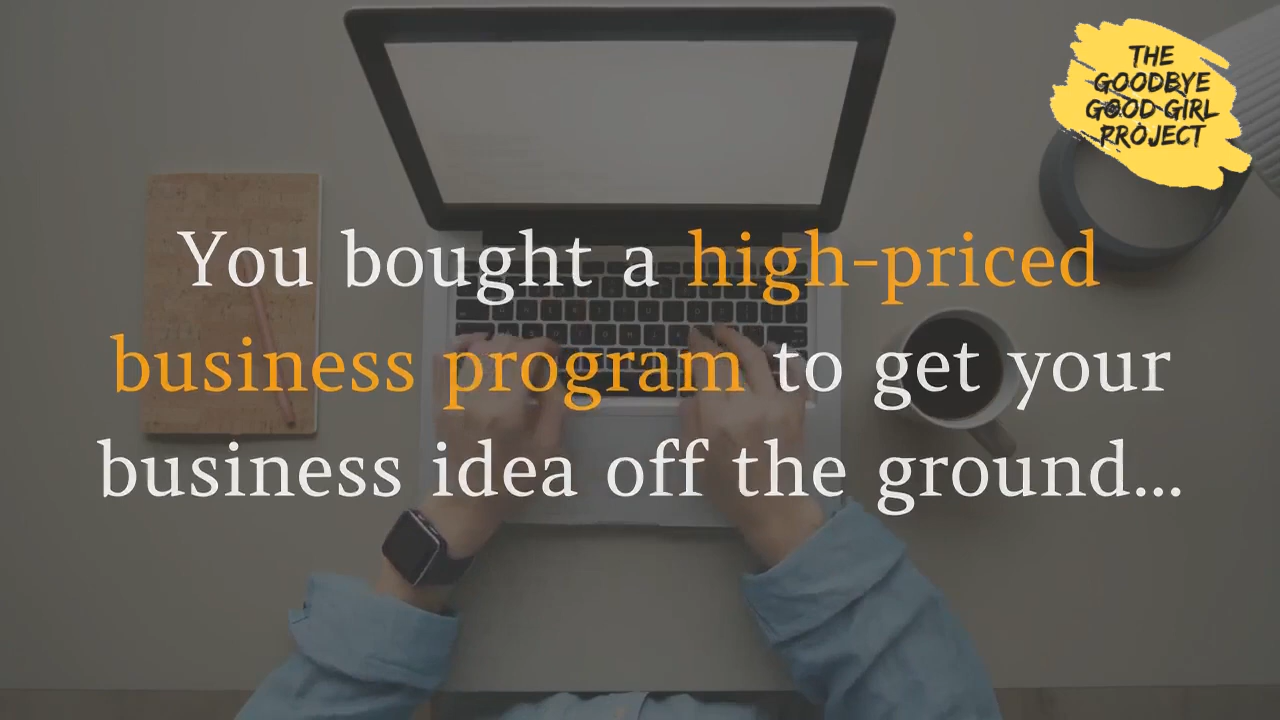 THE
GOODBYE
GOOD GIRL
PROJECT
You bought a high-priced
business program to get your
business idea off the ground...